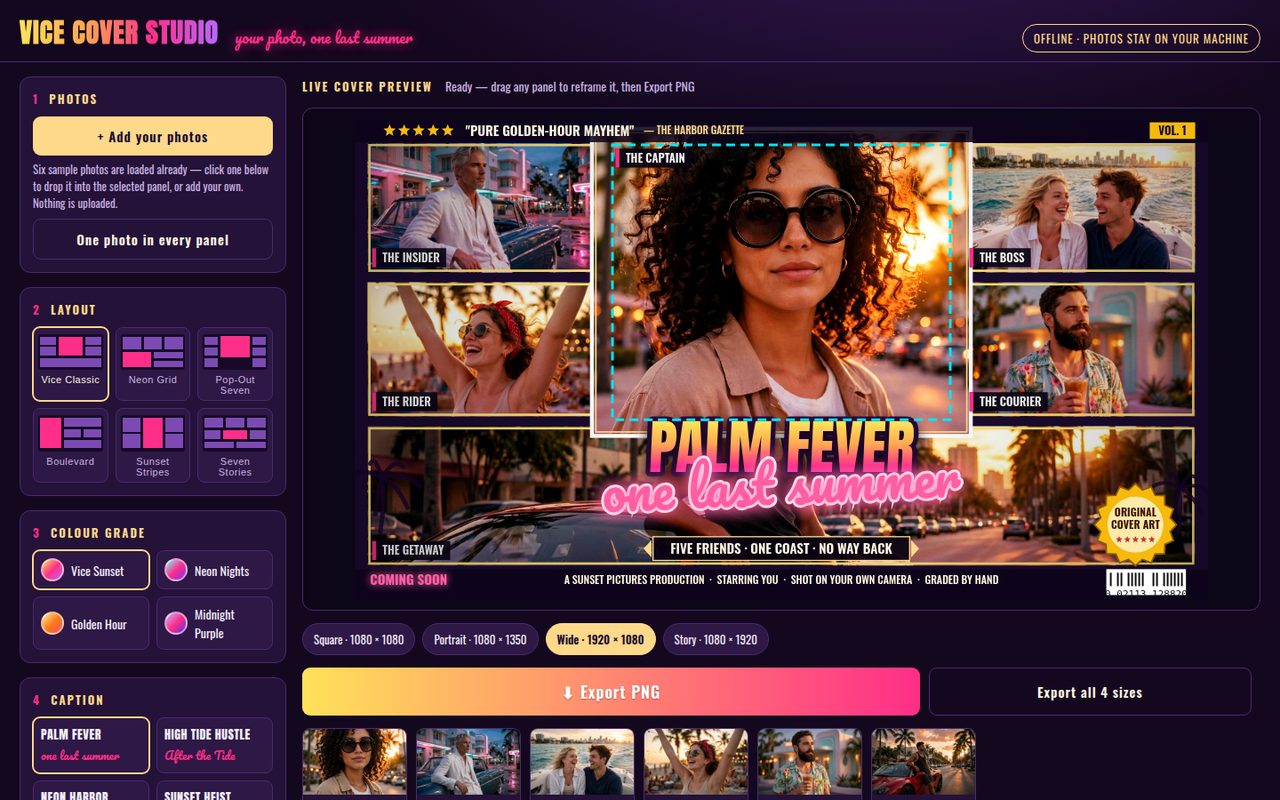 VICE COVER STUDIO
your photo, one last summer
OFFLINE · PHOTOS STAY ON YOUR MACHINE
1 PHOTOS
+ Add your photos
Six sample photos are loaded already — click one below
to drop it into the selected panel, or add your own.
Nothing is uploaded.
One photo in every panel
2 LAYOUT
Vice Classic
Neon Grid
Pop-Out
Seven
Boulevard
Sunset
Stripes
Seven
Stories
3 COLOUR GRADE
Vice Sunset
Neon Nights
Golden Hour
Midnight
Purple
4 CAPTION
PALM FEVER
one last summer
HIGH TIDE HUSTLE
After the Tide
NEON HARBOR
SUNSET HEIST
LIVE COVER PREVIEW
Ready — drag any panel to reframe it, then Export PNG
"PURE GOLDEN-HOUR MAYHEM" — THE HARBOR GAZETTE
VOL. 1
THE CAPTAIN
THE INSIDER
THE BOSS
THE RIDER
THE COURIER
PALM FEVER
one last summer
ORIGINAL
COVER ART
★★★★★
FIVE FRIENDS · ONE COAST · NO WAY BACK
THE GETAWAY
COMING SOON
A SUNSET PICTURES PRODUCTION · STARRING YOU · SHOT ON YOUR OWN CAMERA · GRADED BY HAND
0 02113 128820
Square · 1080 × 1080
Portrait · 1080 × 1350
Wide · 1920 × 1080
Story · 1080 × 1920
⬇ Export PNG
Export all 4 sizes